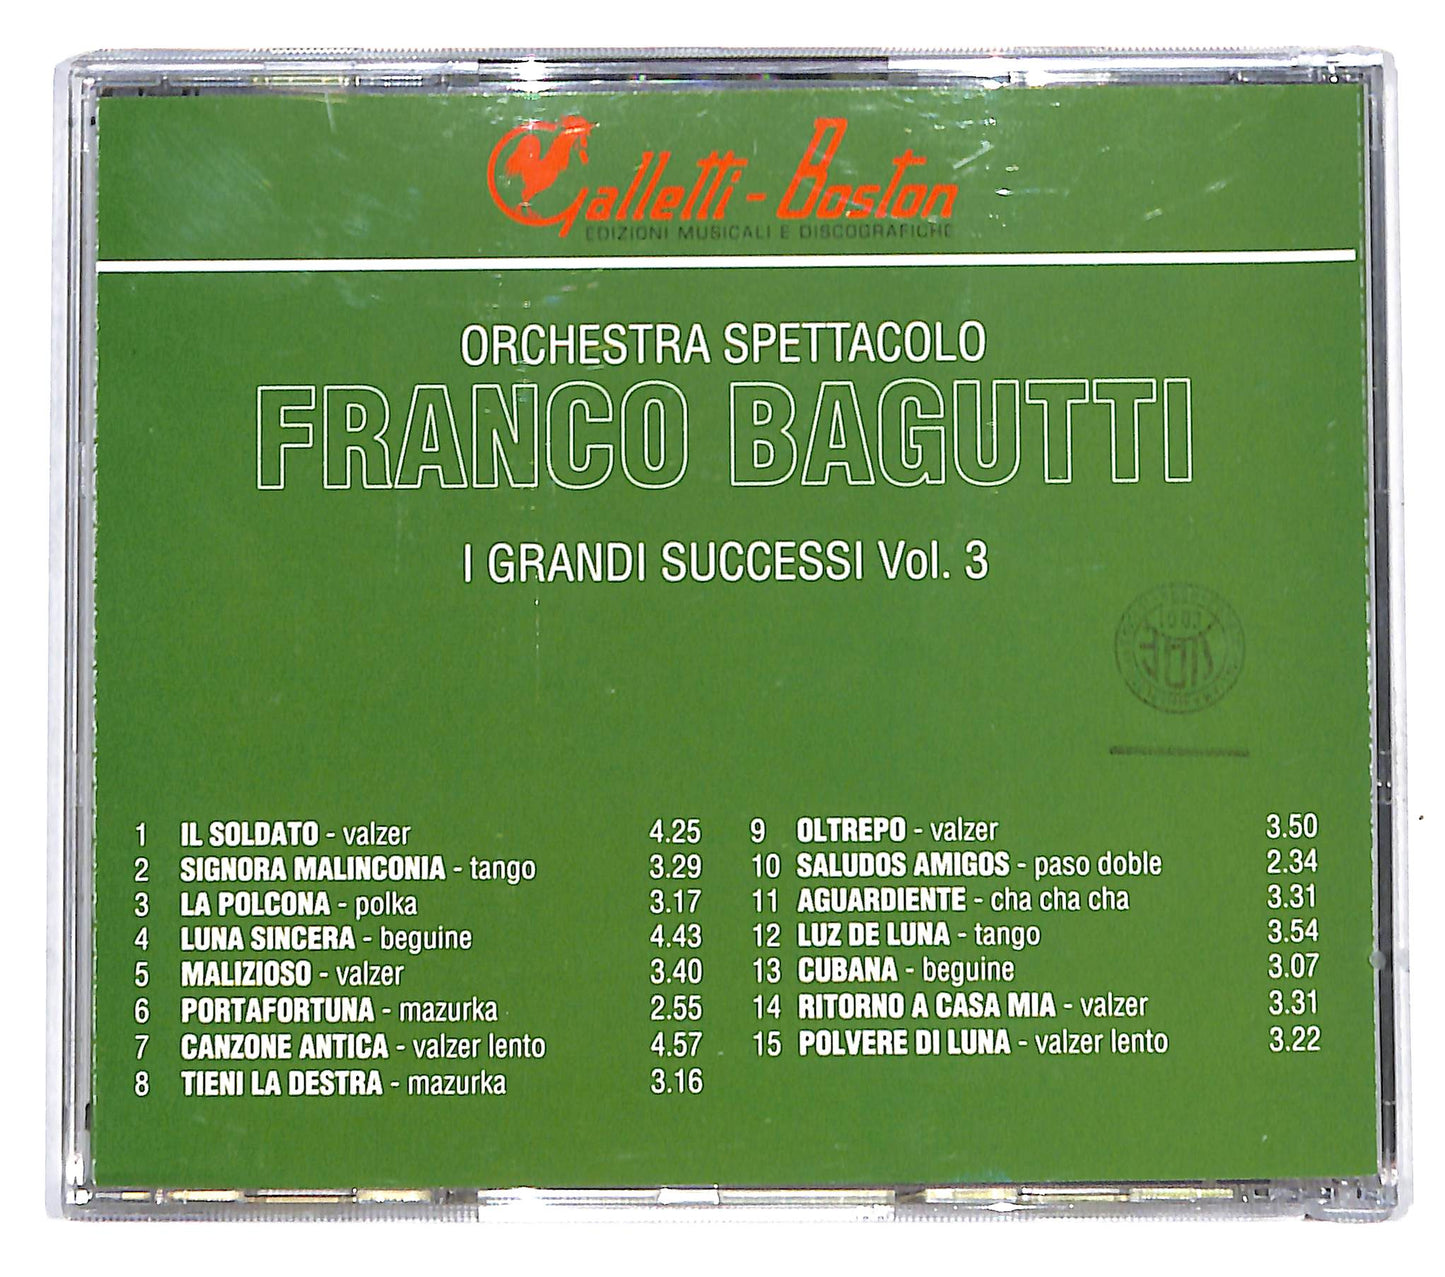 Galletti-Boston
EDIZIONI MUSICALI E DISCOGRAFICHE
ORCHESTRA SPETTACOLO
FRANCO BAGUTTI
I GRANDI SUCCESSI Vol. 3
1 IL SOLDATO - valzer 4.25
2 SIGNORA MALINCONIA - tango 3.29
3 LA POLCONA - polka 3.17
4 LUNA SINCERA - beguine 4.43
5 MALIZIOSO - valzer 3.40
6 PORTAFORTUNA - mazurka 2.55
7 CANZONE ANTICA - valzer lento 4.57
8 TIENI LA DESTRA - mazurka 3.16
9 OLTREPO - valzer 3.50
10 SALUDOS AMIGOS - paso doble 2.34
11 AGUARDIENTE - cha cha cha 3.31
12 LUZ DE LUNA - tango 3.54
13 CUBANA - beguine 3.07
14 RITORNO A CASA MIA - valzer 3.31
15 POLVERE DI LUNA - valzer lento 3.22